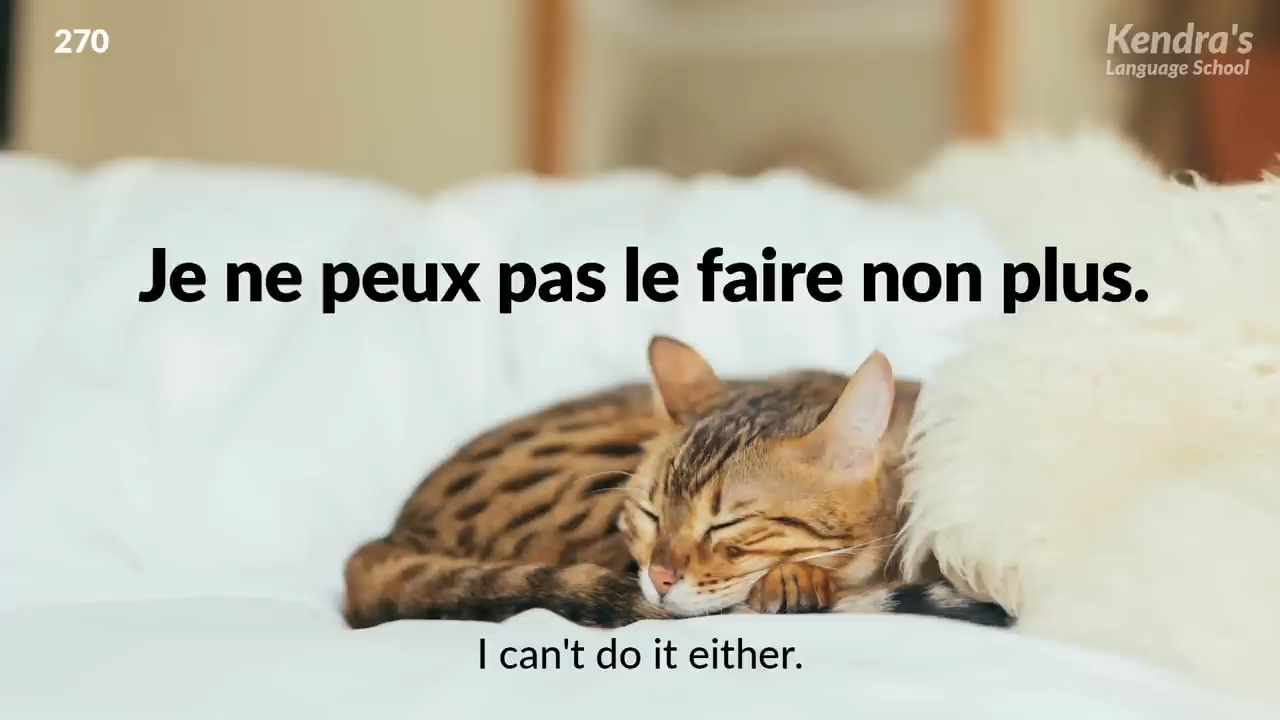 270
Kendra's
Language School
Je ne peux pas le faire non plus.
I can't do it either.